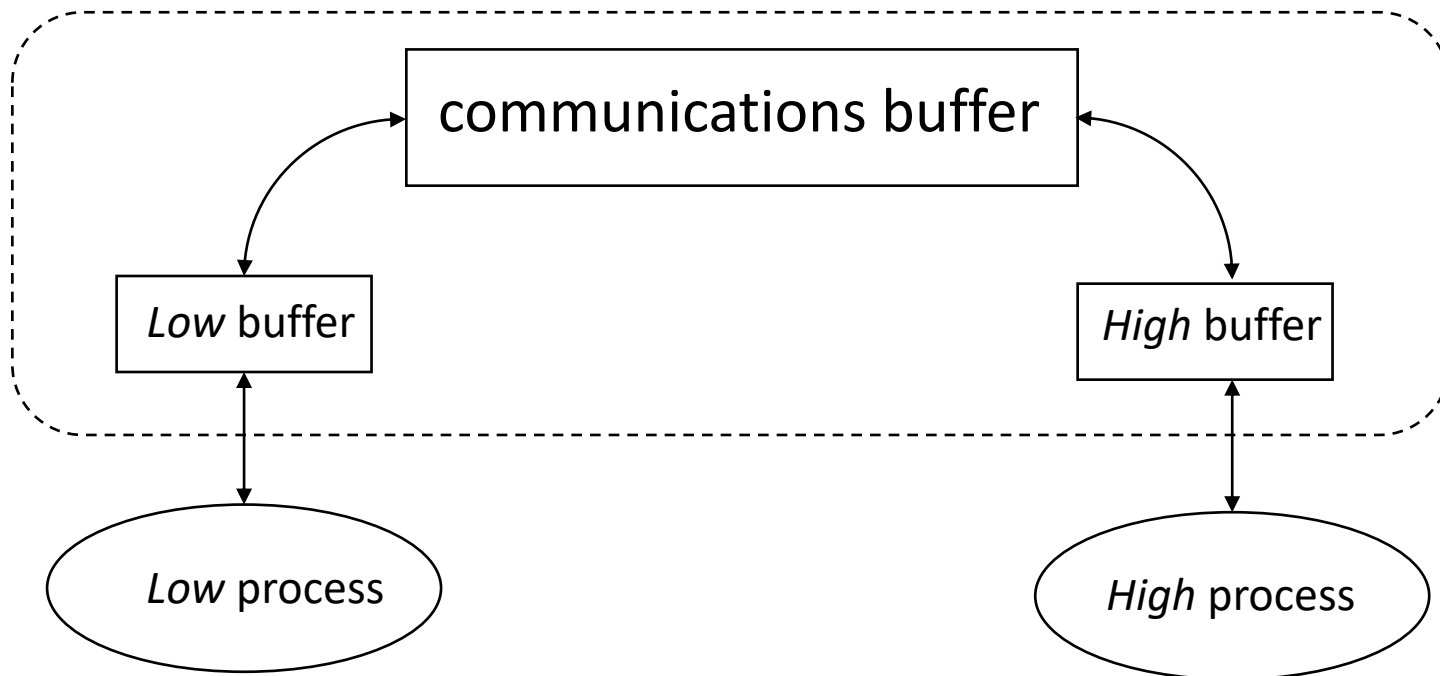 communications buffer
Low buffer
High buffer
Low process
High process